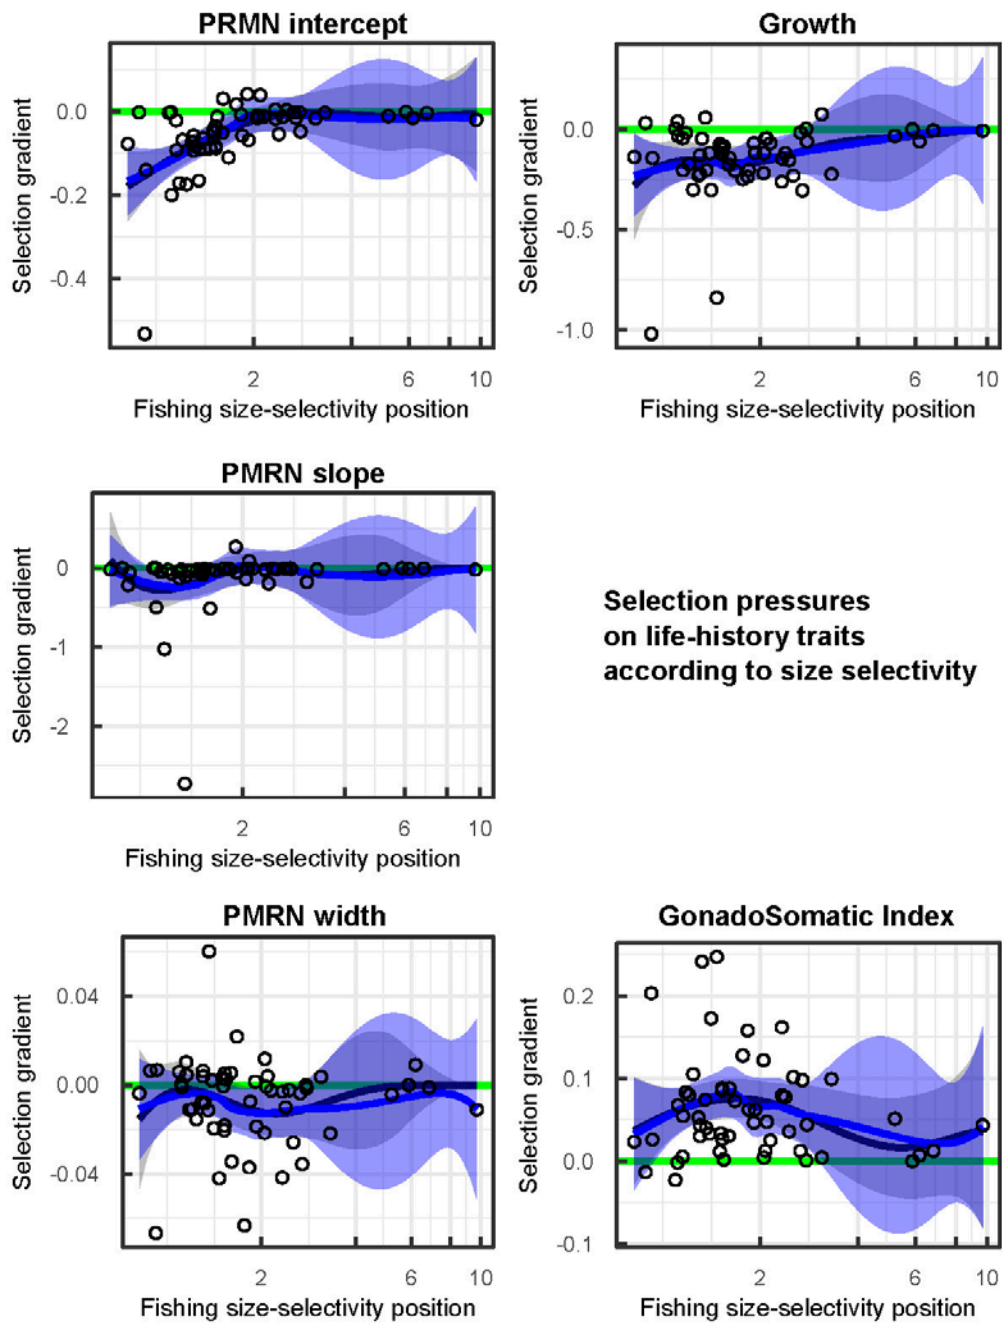 PRMN intercept
Growth
Selection gradient
0.0
-0.2
-0.4
2
6
10
Fishing size-selectivity position
Selection gradient
0.0
-0.5
-1.0
2
6
10
Fishing size-selectivity position
PMRN slope
Selection gradient
0
-1
-2
2
6
10
Fishing size-selectivity position
Selection pressures
on life-history traits
according to size selectivity
PMRN width
GonadoSomatic Index
Selection gradient
0.04
0.00
-0.04
2
6
10
Fishing size-selectivity position
Selection gradient
0.2
0.1
0.0
-0.1
2
6
10
Fishing size-selectivity position